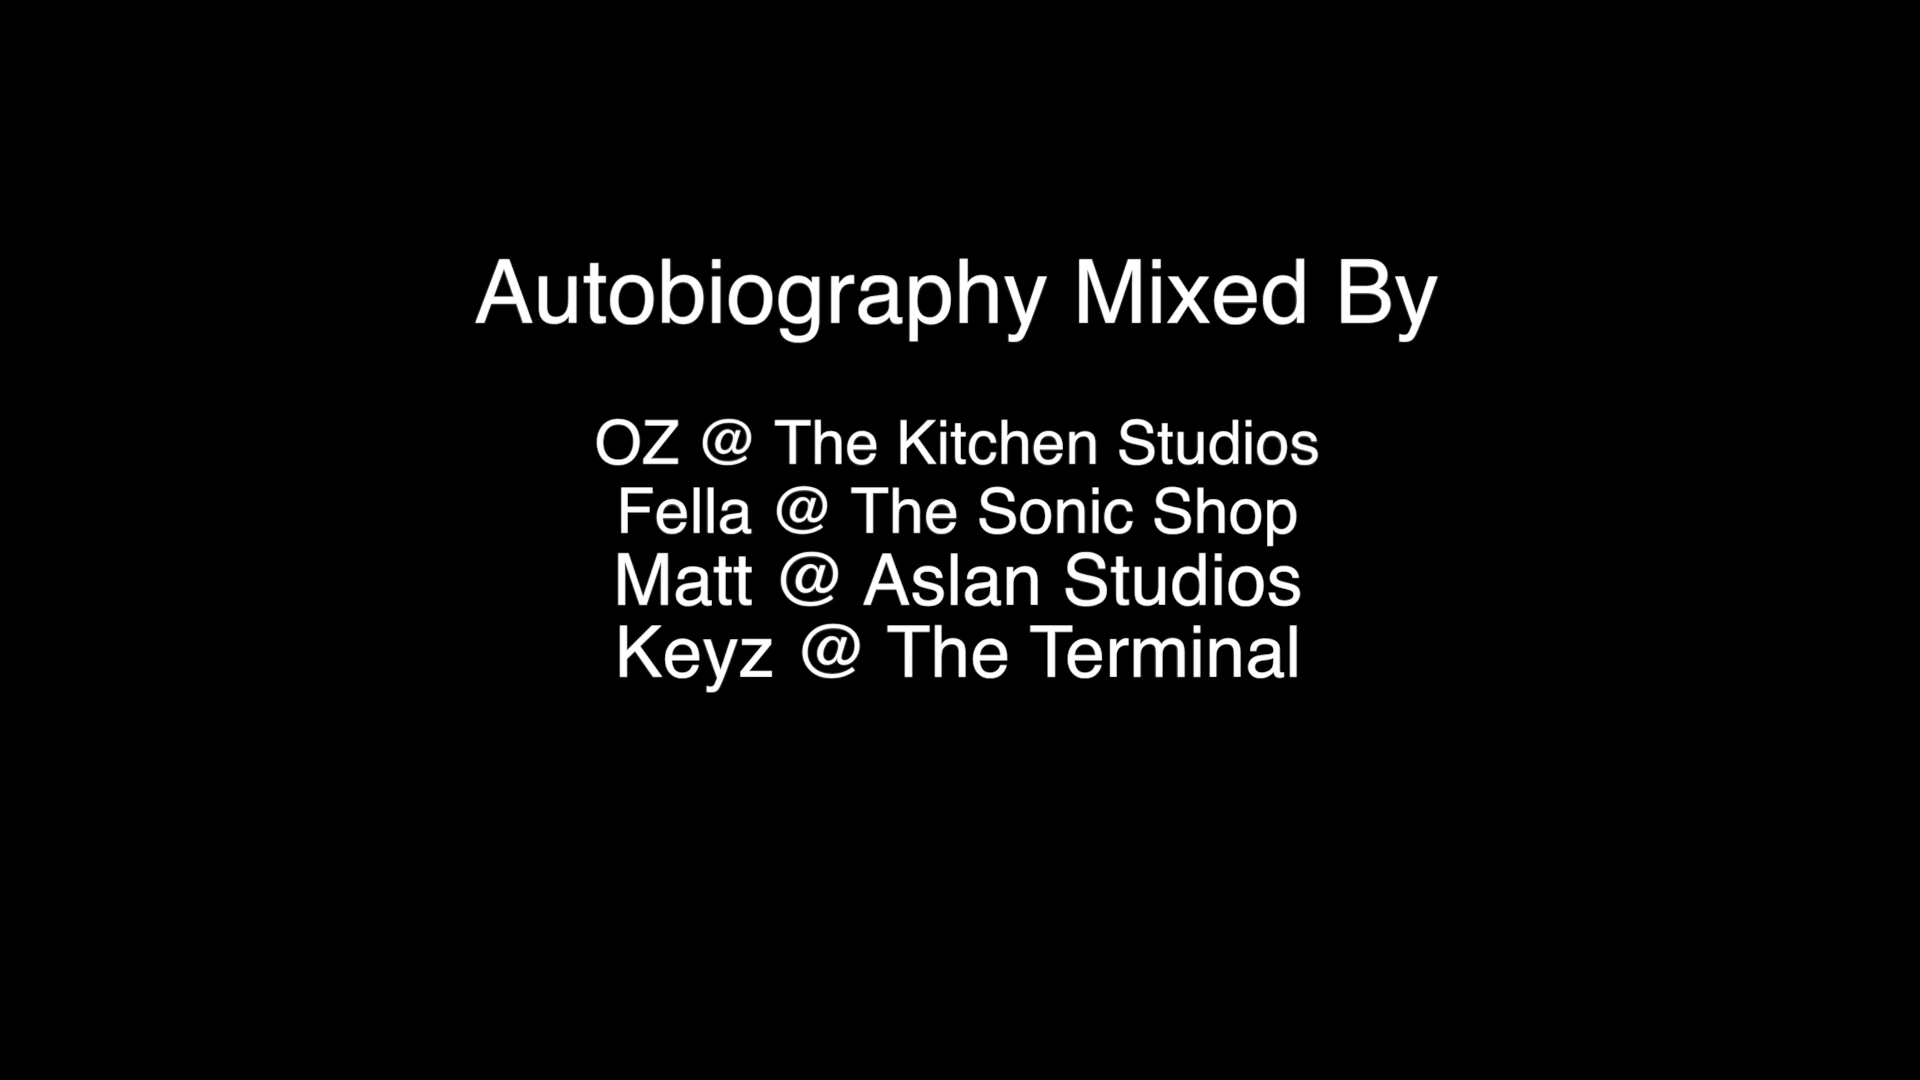 Autobiography Mixed By
OZ @ The Kitchen Studios
Fella @ The Sonic Shop
Matt @ Aslan Studios
Keyz @ The Terminal